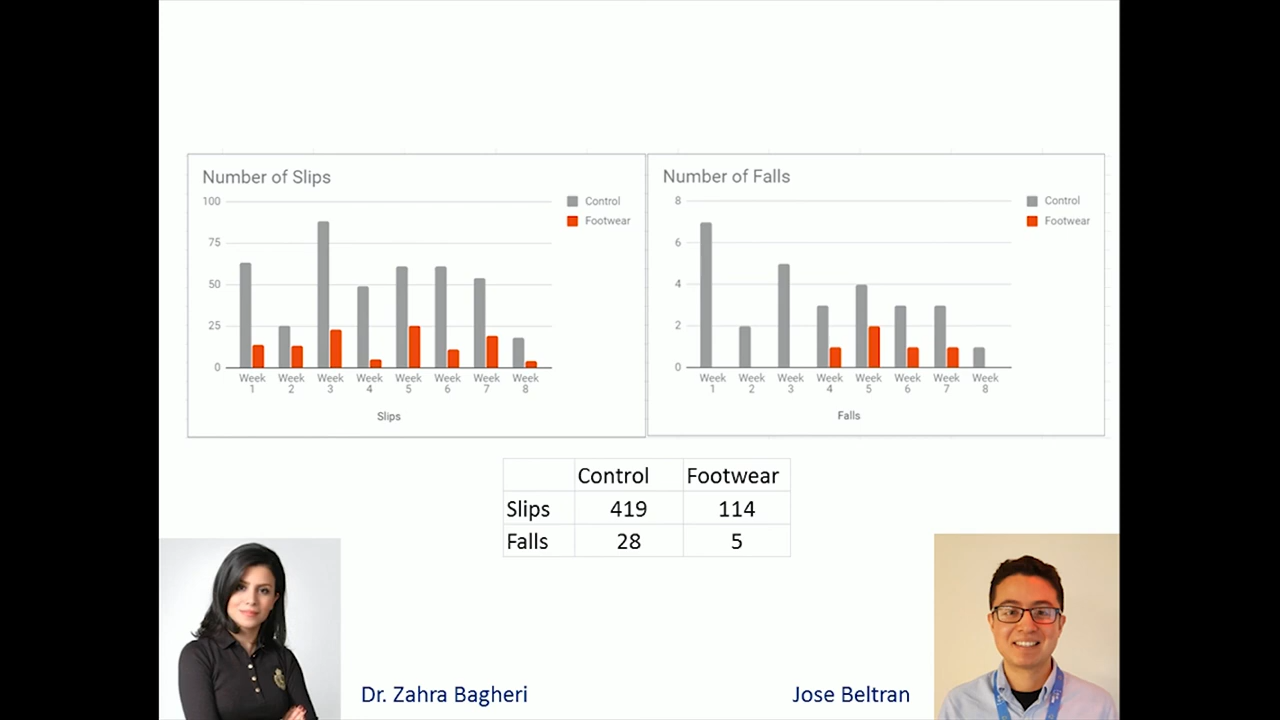 Number of Slips
100
75
50
25
0
Control
Footwear
Week 1
Week 2
Week 3
Week 4
Week 5
Week 6
Week 7
Week 8
Slips
Number of Falls
8
6
4
2
0
Control
Footwear
Week 1
Week 2
Week 3
Week 4
Week 5
Week 6
Week 7
Week 8
Falls
Control Footwear
Slips 419 114
Falls 28 5
Dr. Zahra Bagheri
Jose Beltran